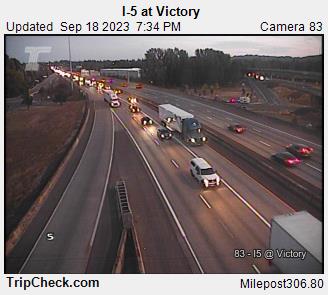 I-5 at Victory
Updated Sep 18 2023 7:34 PM Camera 83
T
S
83 - I5 @ Victory
TripCheck.com Milepost306.80